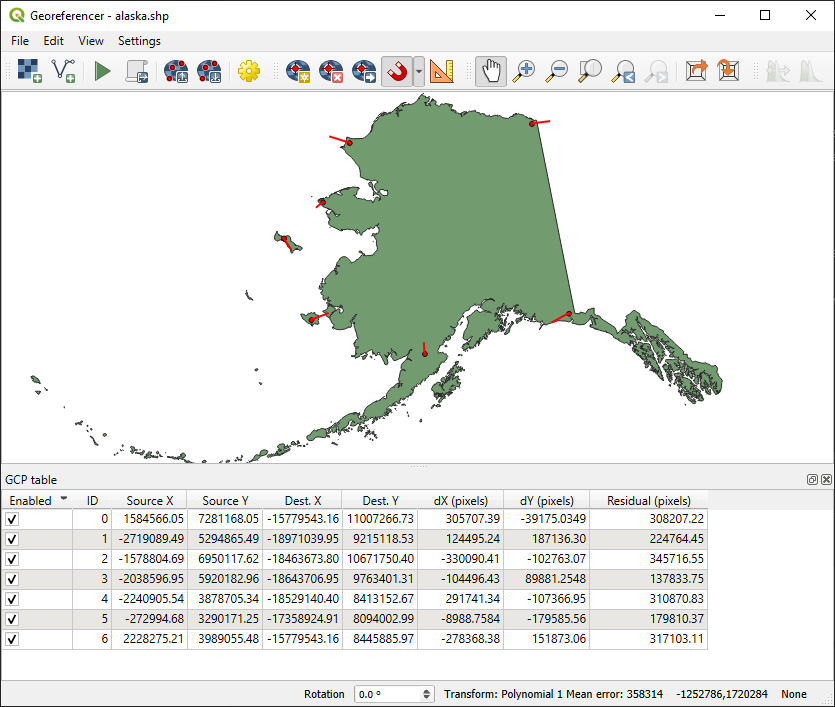 Georeferencer - alaska.shp
File Edit View Settings
GCP table
Enabled ID Source X Source Y Dest. X Dest. Y dX (pixels) dY (pixels) Residual (pixels)
0 1584566.05 7281168.05 -15779543.16 11007266.73 305707.39 -39175.0349 308207.22
1 -2719089.49 5294865.49 -18971039.95 9215118.53 124495.24 187136.30 224764.45
2 -1578804.69 6950117.62 -18463673.80 10671750.40 -330090.41 -102763.07 345716.55
3 -2038596.95 5920182.96 -18643706.95 9763401.31 -104496.43 89881.2548 137833.75
4 -2240905.54 3878705.34 -18529140.40 8413152.67 291741.34 -107366.95 310870.83
5 -272994.68 3290171.25 -17358924.91 8094002.99 -8988.7584 -179585.56 179810.37
6 2228275.21 3989055.48 -15779543.16 8445885.97 -278368.38 151873.06 317103.11
Rotation 0.0 ° Transform: Polynomial 1 Mean error: 358314 -1252786,1720284 None